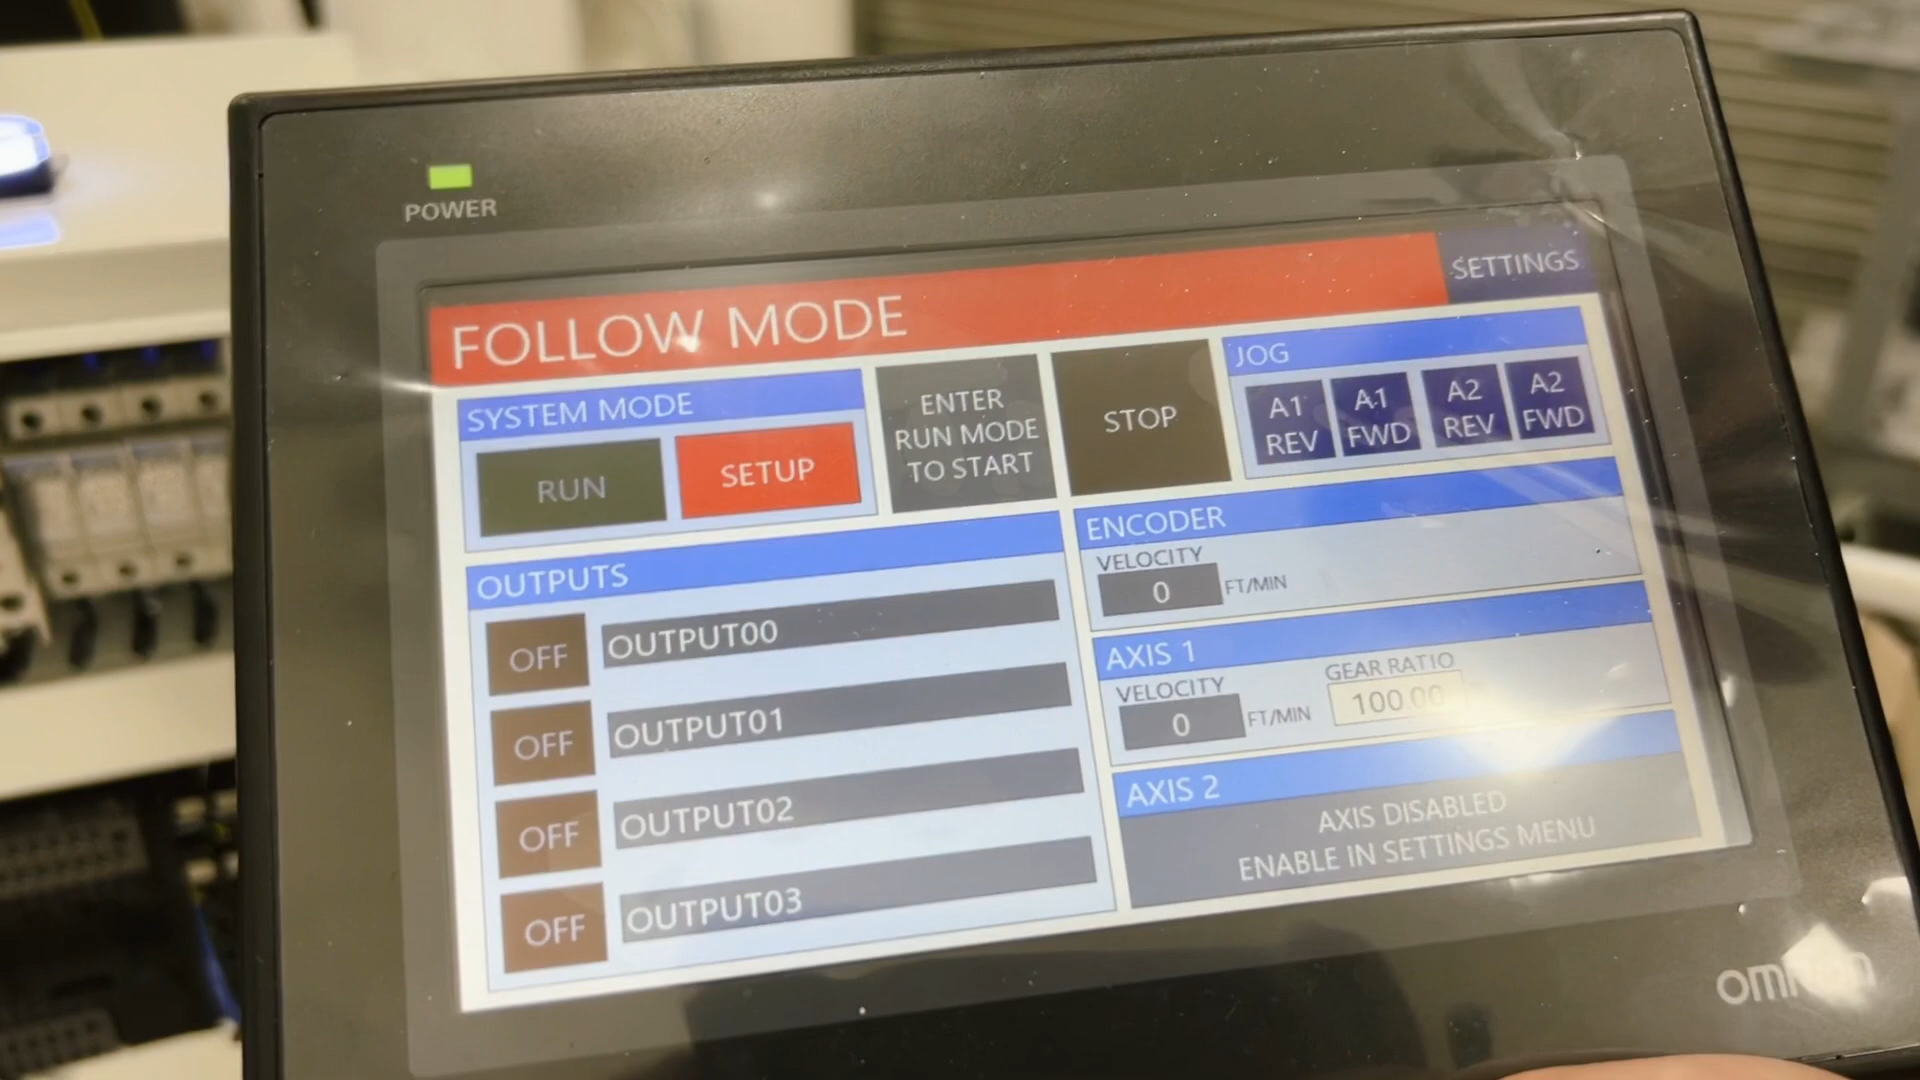 POWER
FOLLOW MODE
SETTINGS
SYSTEM MODE
RUN
SETUP
ENTER
RUN MODE
TO START
STOP
JOG
A1
REV
A1
FWD
A2
REV
A2
FWD
OUTPUTS
OFF
OUTPUT00
OFF
OUTPUT01
OFF
OUTPUT02
OFF
OUTPUT03
ENCODER
VELOCITY
0 FT/MIN
AXIS 1
VELOCITY
0 FT/MIN
GEAR RATIO
100.00
AXIS 2
AXIS DISABLED
ENABLE IN SETTINGS MENU
omron